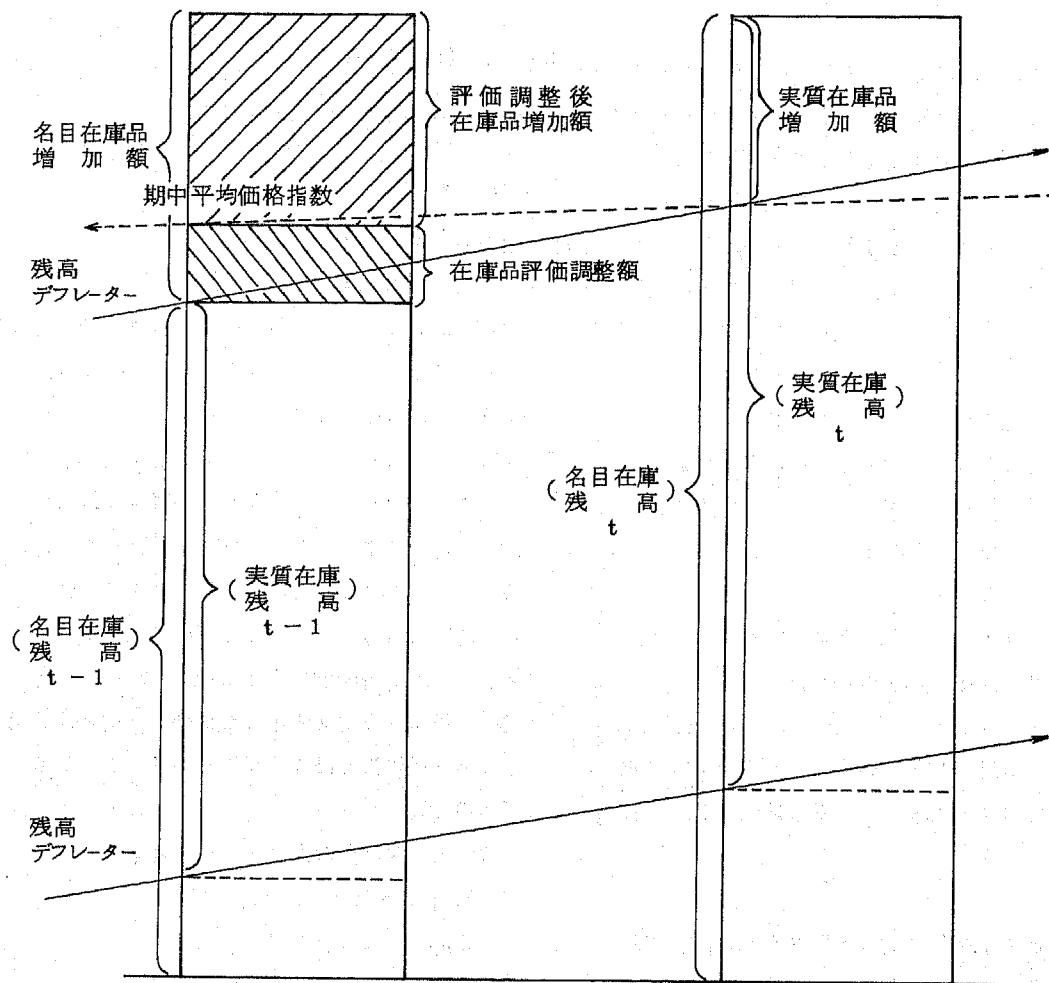 名目在庫品
増加額
期中平均価格指数
残高
デフレーター
評価調整後
在庫品増加額
在庫品評価調整額
実質在庫品
増加額
(実質在庫
残高)
t
(名目在庫
残高)
t
(実質在庫
残高)
t－1
(名目在庫
残高)
t－1
残高
デフレーター